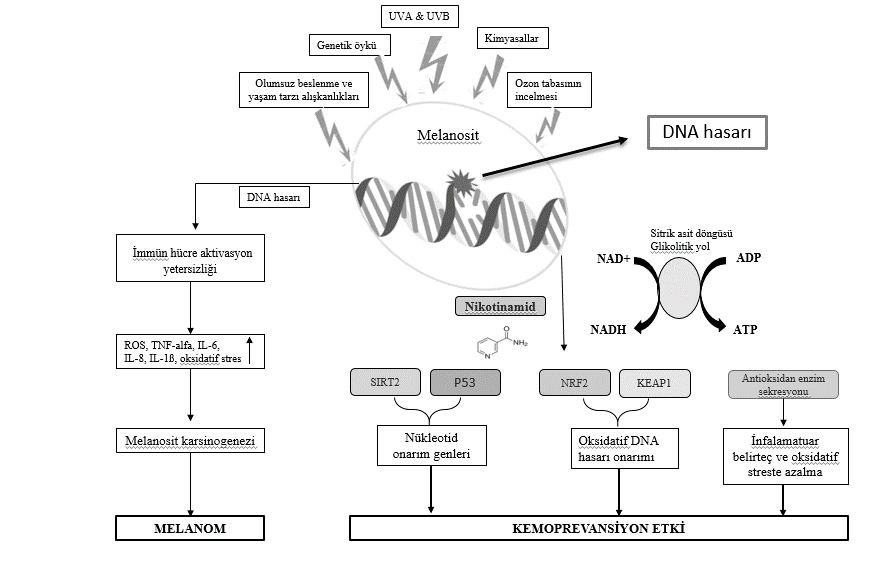 UVA & UVB
Genetik öykü
Kimyasallar
Olumsuz beslenme ve
yaşam tarzı alışkanlıkları
Ozon tabasının
incelmesi
Melanosit
DNA hasarı
DNA hasarı
İmmün hücre aktivasyon
yetersizliği
Sitrik asit döngüsü
Glikolitik yol
NAD+
ADP
NADH
ATP
Nikotinamid
O
NH₂
N
ROS, TNF-alfa, IL-6,
IL-8, IL-1ß, oksidatif stres
SIRT2
P53
NRF2
KEAP1
Antioksidan enzim
sekresyonu
Melanosit karsinogenezi
Nükleotid
onarım genleri
Oksidatif DNA
hasarı onarımı
İnfalamatuar
belirteç ve oksidatif
streste azalma
MELANOM
KEMOPREVANSİYON ETKİ